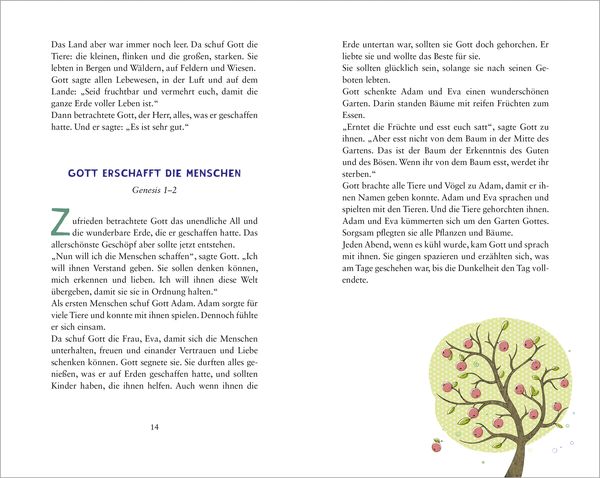 Das Land aber war immer noch leer. Da schuf Gott die
Tiere: die kleinen, flinken und die großen, starken. Sie
lebten in Bergen und Wäldern, auf Feldern und Wiesen.
Gott sagte allen Lebewesen, in der Luft und auf dem
Lande: „Seid fruchtbar und vermehrt euch, damit die
ganze Erde voller Leben ist.“
Dann betrachtete Gott, der Herr, alles, was er geschaffen
hatte. Und er sagte: „Es ist sehr gut.“
GOTT ERSCHAFFT DIE MENSCHEN
Genesis 1–2
Zufrieden betrachtete Gott das unendliche All und
die wunderbare Erde, die er geschaffen hatte. Das
allerschönste Geschöpf aber sollte jetzt entstehen.
„Nun will ich die Menschen schaffen“, sagte Gott. „Ich
will ihnen Verstand geben. Sie sollen denken können,
mich erkennen und lieben. Ich will ihnen diese Welt
übergeben, damit sie sie in Ordnung halten.“
Als ersten Menschen schuf Gott Adam. Adam sorgte für
viele Tiere und konnte mit ihnen spielen. Dennoch fühlte
er sich einsam.
Da schuf Gott die Frau, Eva, damit sich die Menschen
unterhalten, freuen und einander Vertrauen und Liebe
schenken können. Gott segnete sie. Sie durften alles ge-
nießen, was er auf Erden geschaffen hatte, und sollten
Kinder haben, die ihnen helfen. Auch wenn ihnen die
14
Erde untertan war, sollten sie Gott doch gehorchen. Er
liebte sie und wollte das Beste für sie.
Sie sollten glücklich sein, solange sie nach seinen Ge-
boten lebten.
Gott schenkte Adam und Eva einen wunderschönen
Garten. Darin standen Bäume mit reifen Früchten zum
Essen.
„Erntet die Früchte und esst euch satt“, sagte Gott zu
ihnen. „Aber esst nicht von dem Baum in der Mitte des
Gartens. Das ist der Baum der Erkenntnis des Guten
und des Bösen. Wenn ihr von dem Baum esst, werdet ihr
sterben.“
Gott brachte alle Tiere und Vögel zu Adam, damit er ih-
nen Namen geben konnte. Adam und Eva sprachen und
spielten mit den Tieren. Und die Tiere gehorchten ihnen.
Adam und Eva kümmerten sich um den Garten Gottes.
Sorgsam pflegten sie alle Pflanzen und Bäume.
Jeden Abend, wenn es kühl wurde, kam Gott und sprach
mit ihnen. Sie gingen spazieren und erzählten sich, was
am Tage geschehen war, bis die Dunkelheit den Tag voll-
endete.